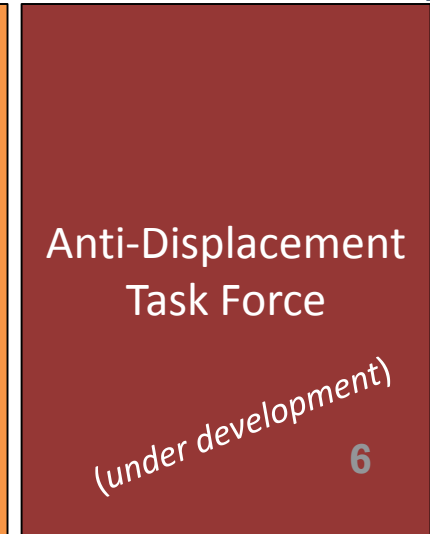 Anti-Displacement
Task Force
(under development)
6